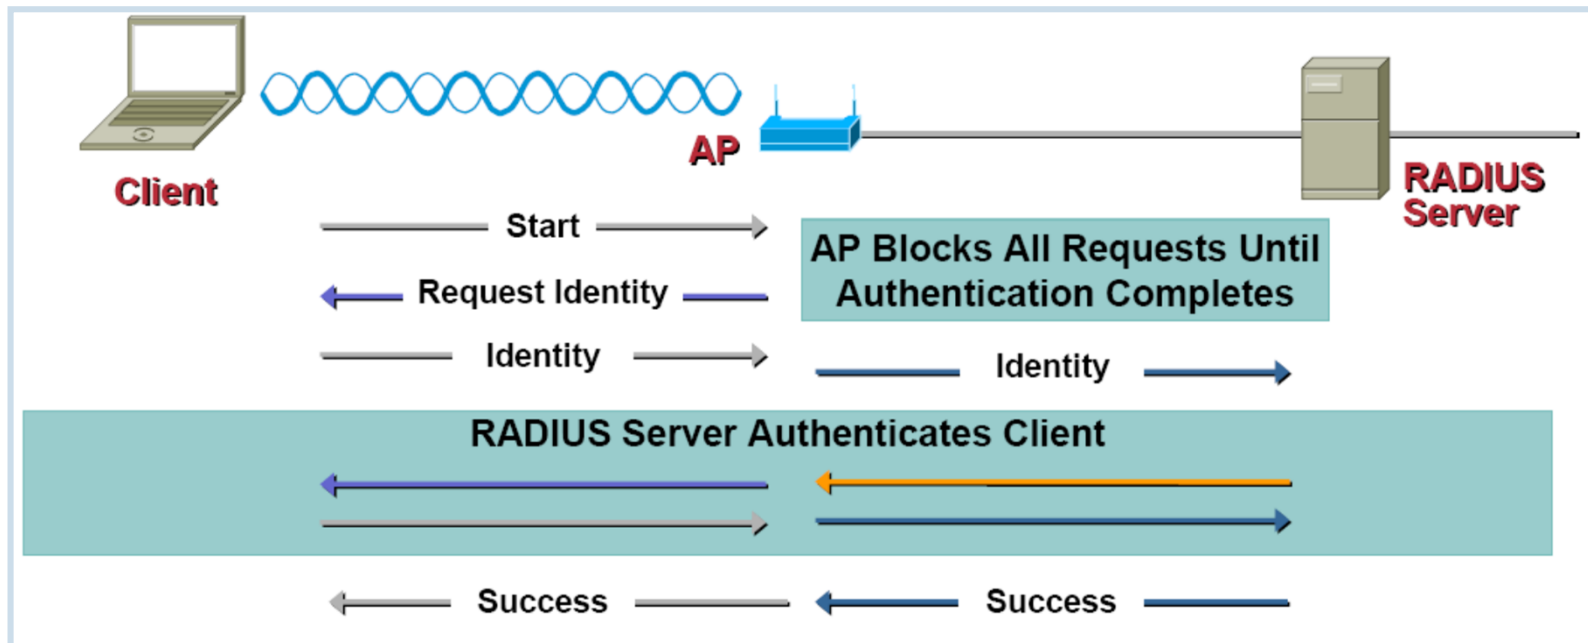 AP
Client
RADIUS
Server
Start
AP Blocks All Requests Until
Authentication Completes
Request Identity
Identity
Identity
RADIUS Server Authenticates Client
Success
Success